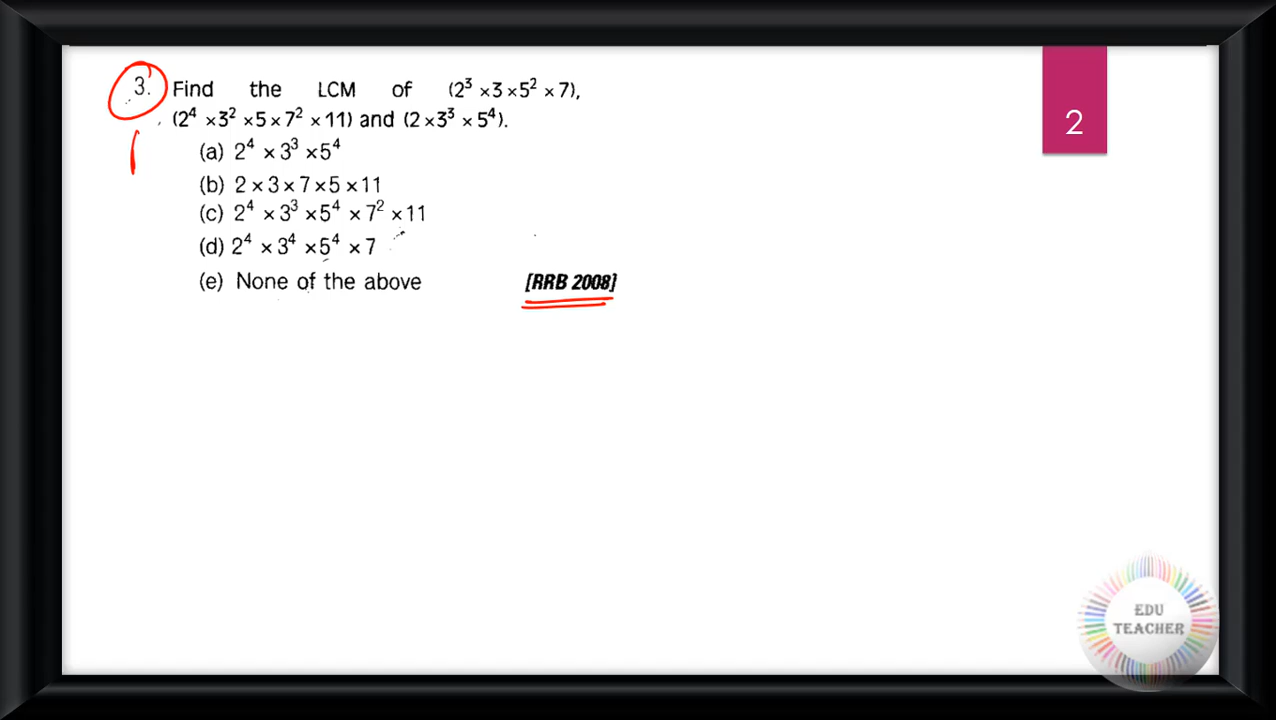 3. Find the LCM of (2³ ×3 ×5² ×7),
(2⁴ ×3² ×5×7² ×11) and (2 ×3³ ×5⁴).
(a) 2⁴ ×3³ ×5⁴
(b) 2×3×7×5×11
(c) 2⁴ ×3³ ×5⁴ ×7² ×11
(d) 2⁴ ×3⁴ ×5⁴ ×7
(e) None of the above [RRB 2008]
2
EDU
TEACHER